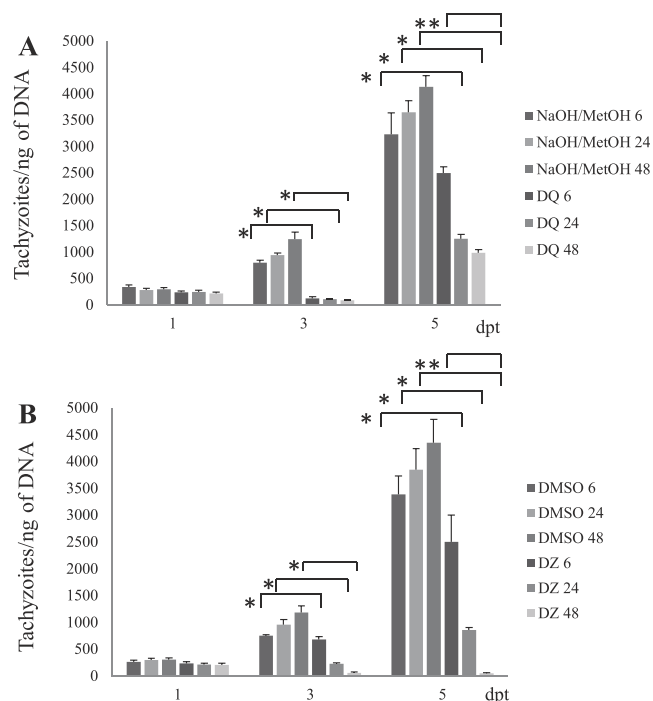 A
**
*
*
Tachyzoites/ng of DNA
5000
4500
4000
3500
3000
2500
2000
1500
1000
500
0
*
*
*
1
3
5
dpt
NaOH/MetOH 6
NaOH/MetOH 24
NaOH/MetOH 48
DQ 6
DQ 24
DQ 48
B
**
*
*
Tachyzoites/ng of DNA
5000
4500
4000
3500
3000
2500
2000
1500
1000
500
0
*
*
*
1
3
5
dpt
DMSO 6
DMSO 24
DMSO 48
DZ 6
DZ 24
DZ 48